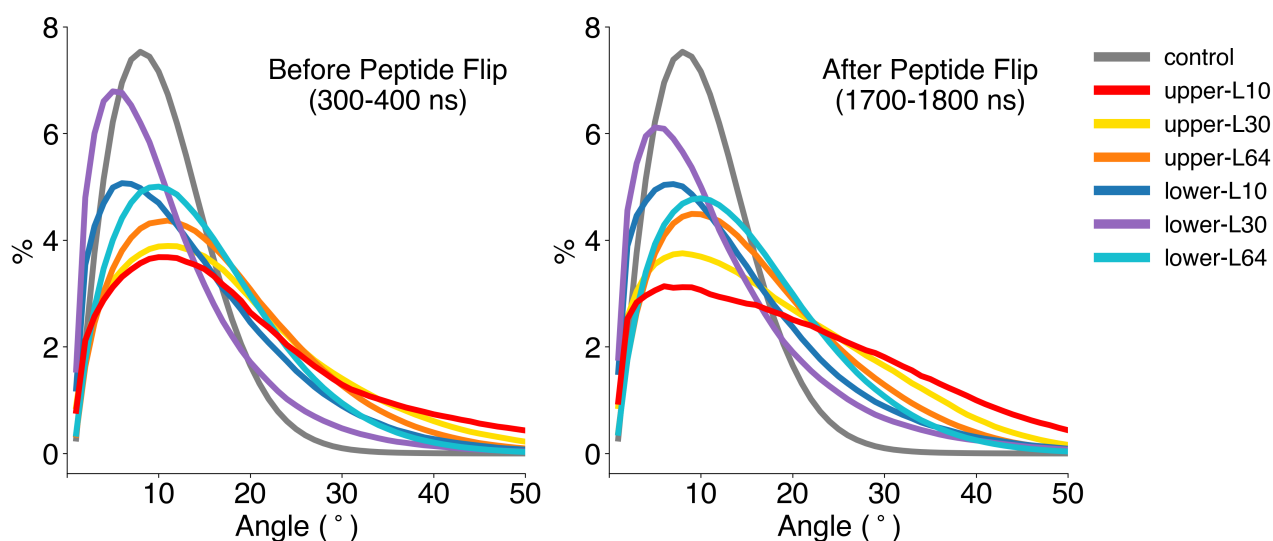 8
6
4
2
0
%
Before Peptide Flip
(300-400 ns)
10
20
30
40
50
Angle (°)
8
6
4
2
0
%
After Peptide Flip
(1700-1800 ns)
10
20
30
40
50
Angle (°)
control
upper-L10
upper-L30
upper-L64
lower-L10
lower-L30
lower-L64